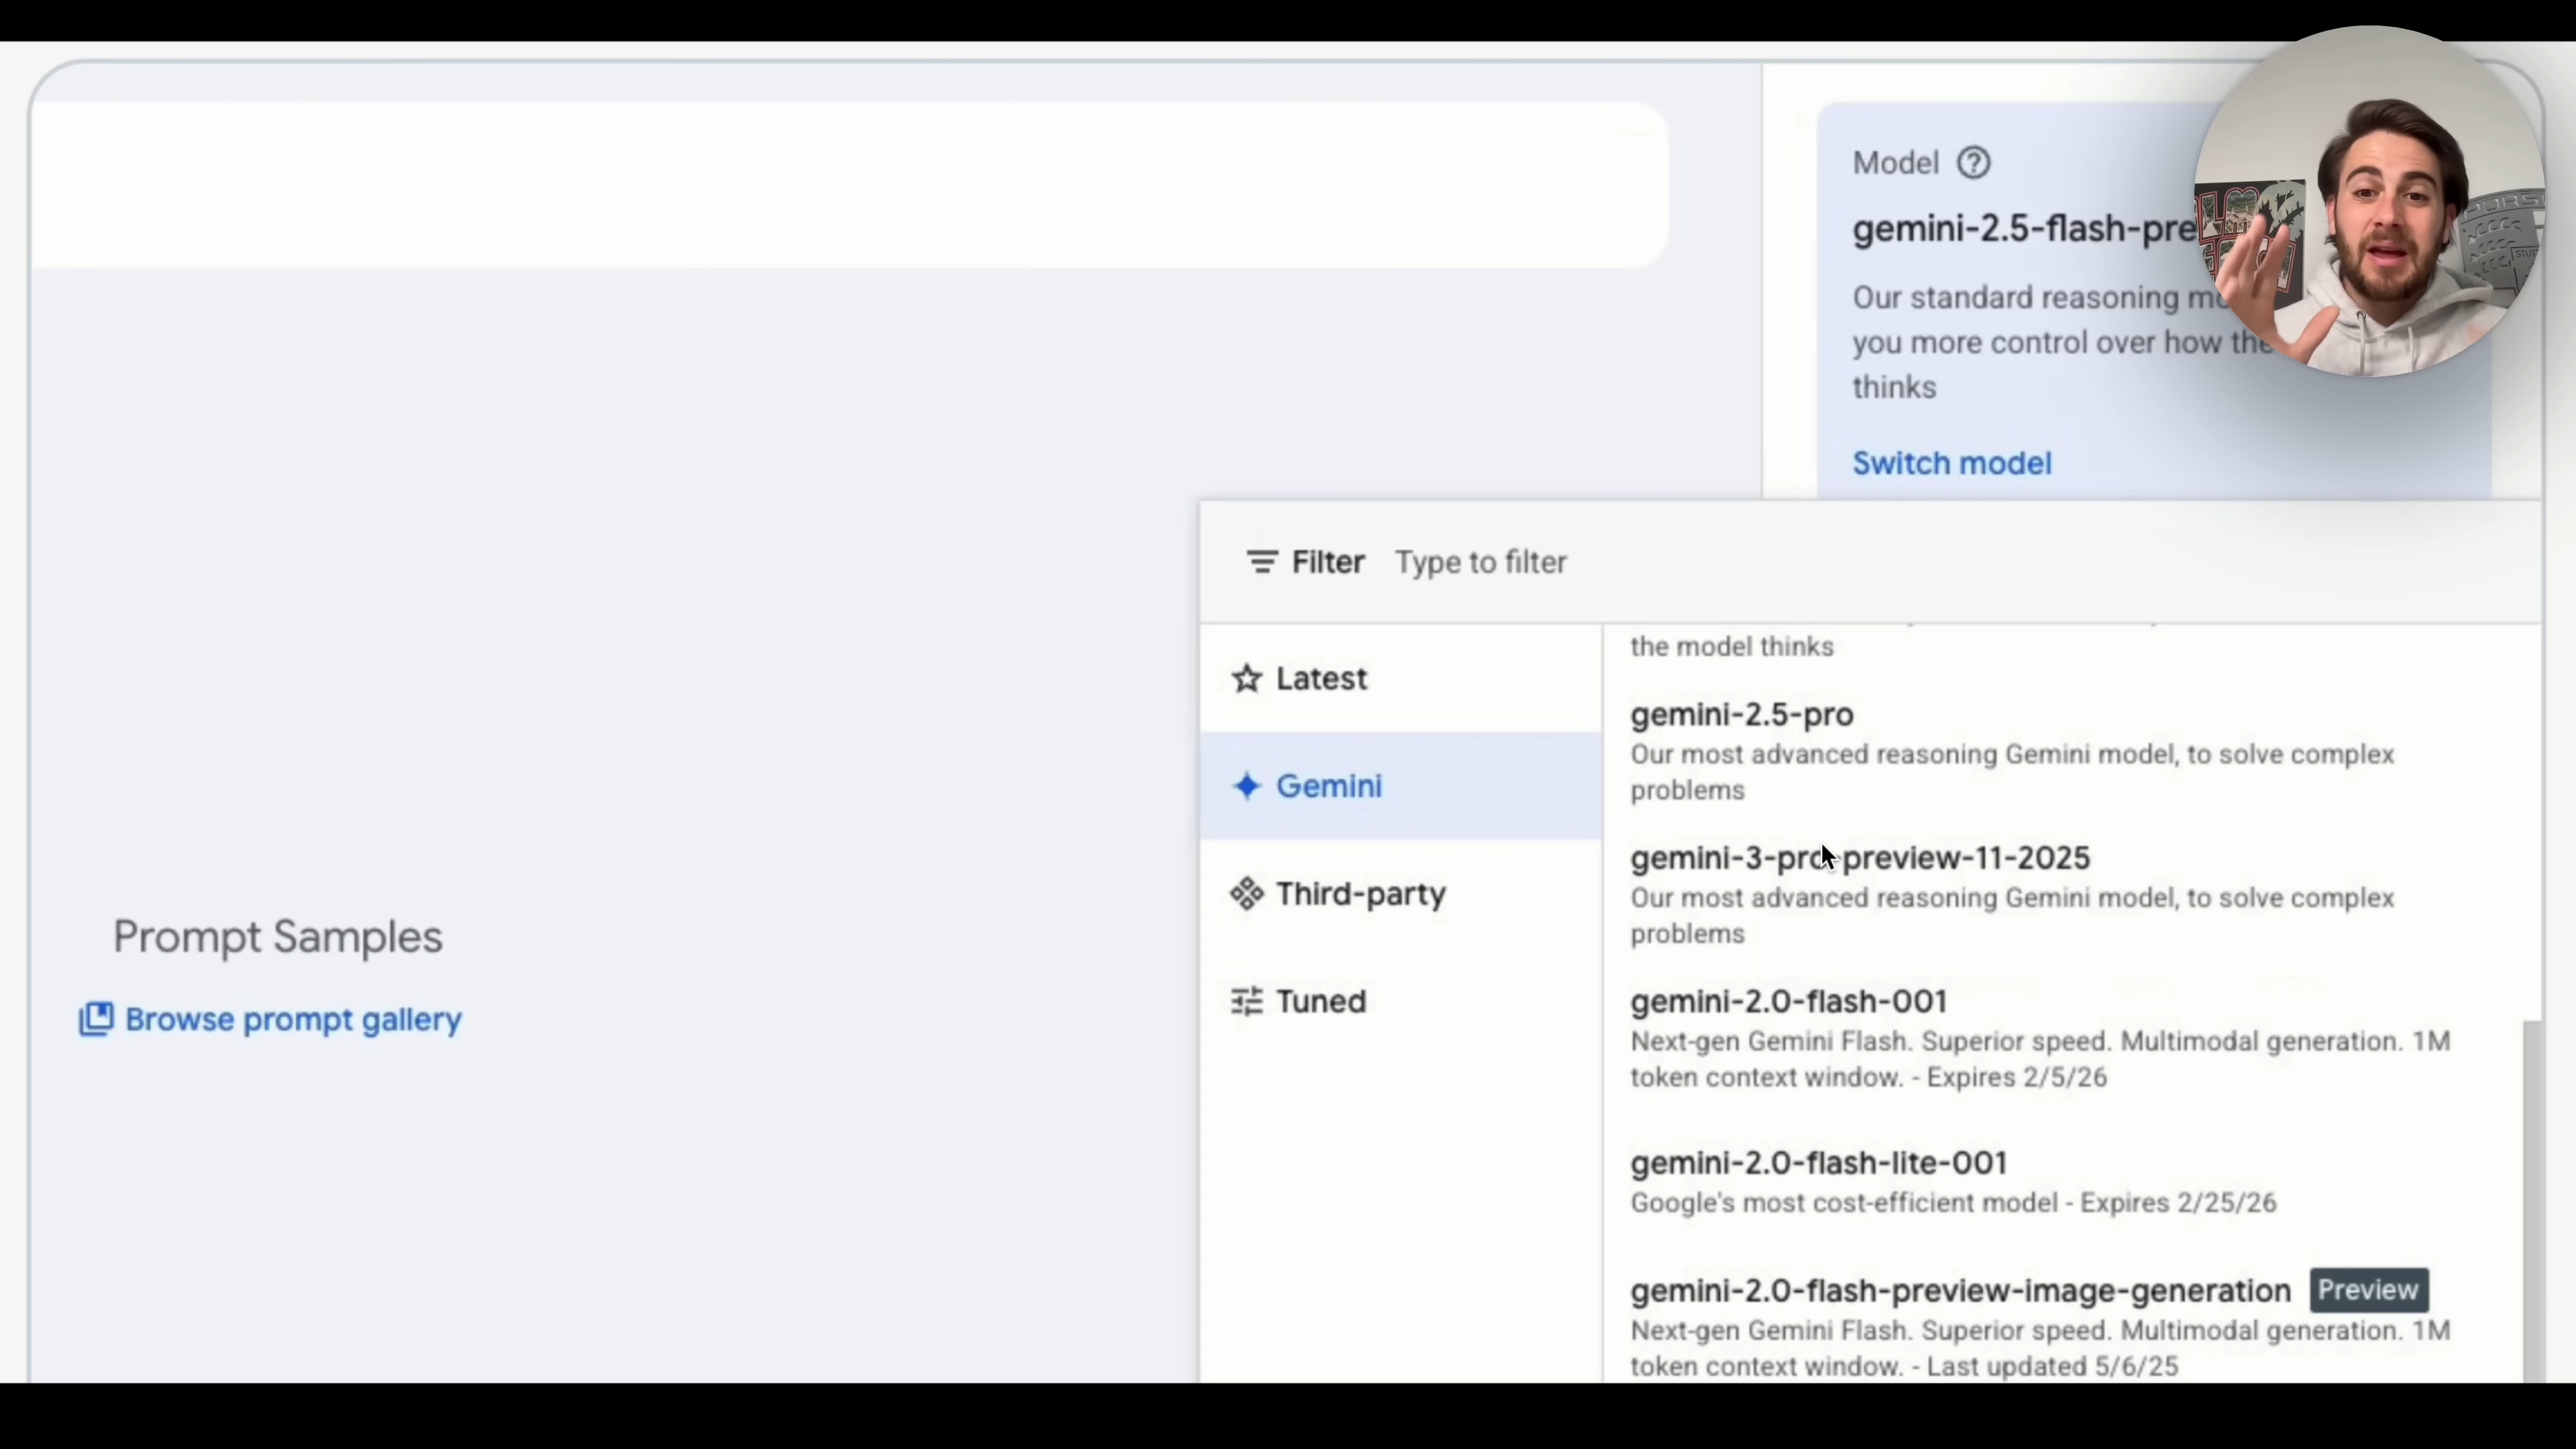 Model
gemini-2.5-flash-pre
Our standard reasoning
you more control over how the
thinks
Switch model
Filter Type to filter
Latest
Gemini
Third-party
Tuned
the model thinks
gemini-2.5-pro
Our most advanced reasoning Gemini model, to solve complex
problems
gemini-3-pro-preview-11-2025
Our most advanced reasoning Gemini model, to solve complex
problems
gemini-2.0-flash-001
Next-gen Gemini Flash. Superior speed. Multimodal generation. 1M
token context window. - Expires 2/5/26
gemini-2.0-flash-lite-001
Google's most cost-efficient model - Expires 2/25/26
gemini-2.0-flash-preview-image-generation Preview
Next-gen Gemini Flash. Superior speed. Multimodal generation. 1M
token context window. - Last updated 5/6/25
Prompt Samples
Browse prompt gallery